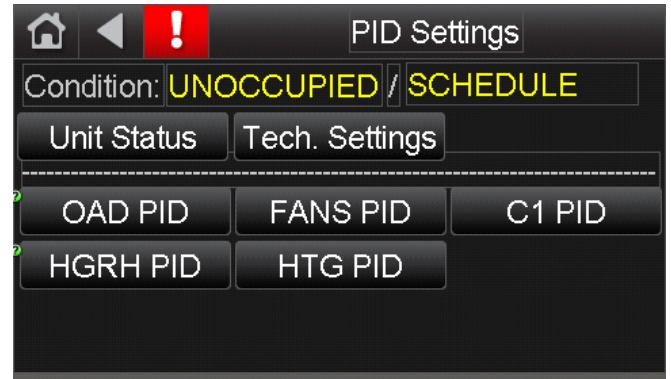 ! PID Settings
Condition: UNOCCUPIED / SCHEDULE
Unit Status Tech. Settings
--------------------------------------------------------------------------------
? OAD PID FANS PID C1 PID
? HGRH PID HTG PID